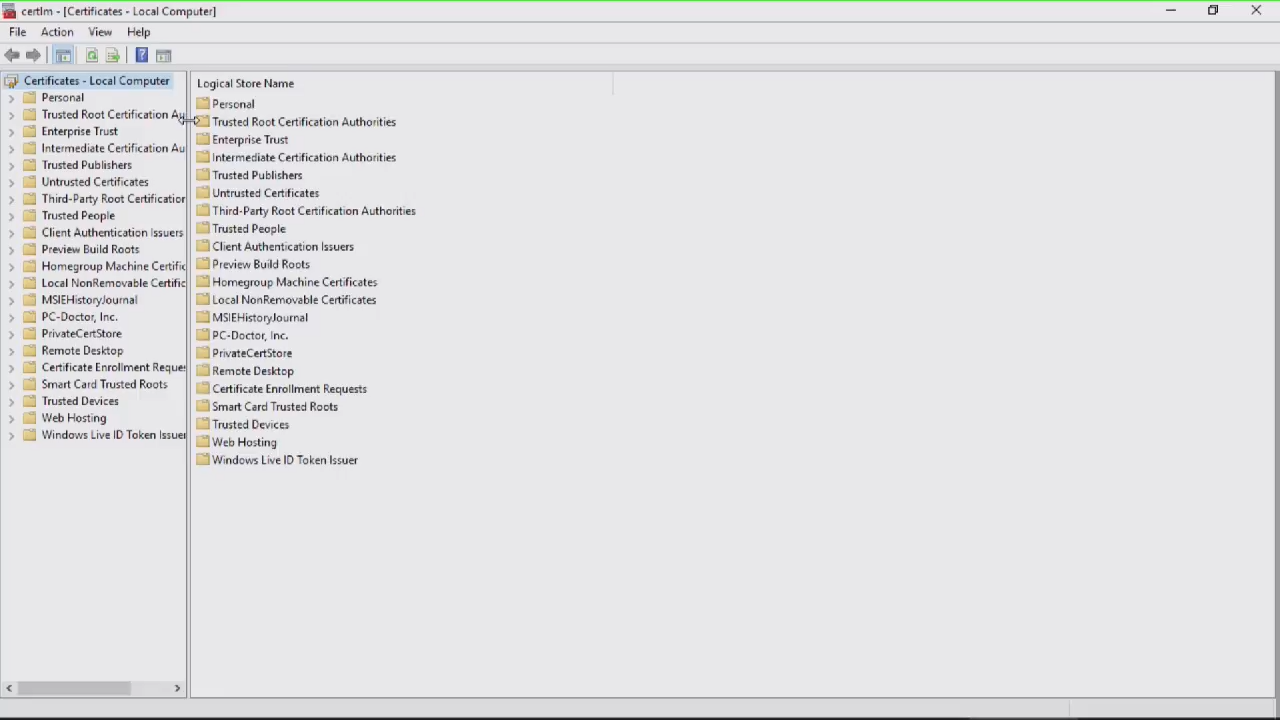 certlm - [Certificates - Local Computer]
File Action View Help
Certificates - Local Computer
Personal
Trusted Root Certification Au
Enterprise Trust
Intermediate Certification Au
Trusted Publishers
Untrusted Certificates
Third-Party Root Certification
Trusted People
Client Authentication Issuers
Preview Build Roots
Homegroup Machine Certific
Local NonRemovable Certific
MSIEHistoryJournal
PC-Doctor, Inc.
PrivateCertStore
Remote Desktop
Certificate Enrollment Reques
Smart Card Trusted Roots
Trusted Devices
Web Hosting
Windows Live ID Token Issuer
Logical Store Name
Personal
Trusted Root Certification Authorities
Enterprise Trust
Intermediate Certification Authorities
Trusted Publishers
Untrusted Certificates
Third-Party Root Certification Authorities
Trusted People
Client Authentication Issuers
Preview Build Roots
Homegroup Machine Certificates
Local NonRemovable Certificates
MSIEHistoryJournal
PC-Doctor, Inc.
PrivateCertStore
Remote Desktop
Certificate Enrollment Requests
Smart Card Trusted Roots
Trusted Devices
Web Hosting
Windows Live ID Token Issuer